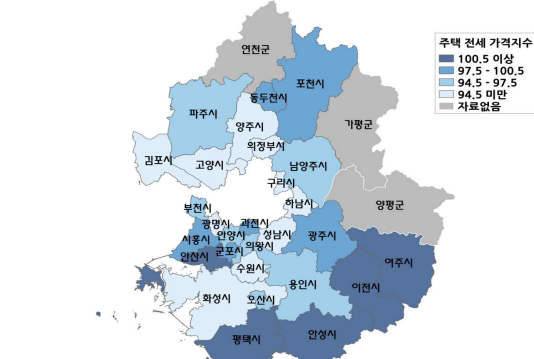 주택 전세 가격지수
100.5 이상
97.5 - 100.5
94.5 - 97.5
94.5 미만
자료없음
연천군
포천시
동두천시
파주시
양주시
가평군
의정부시
김포시
고양시
남양주시
구리시
하남시
양평군
부천시
광명시
과천시
시흥시
안양시
성남시
광주시
안산시
군포시
의왕시
여주시
수원시
화성시
오산시
용인시
이천시
평택시
안성시